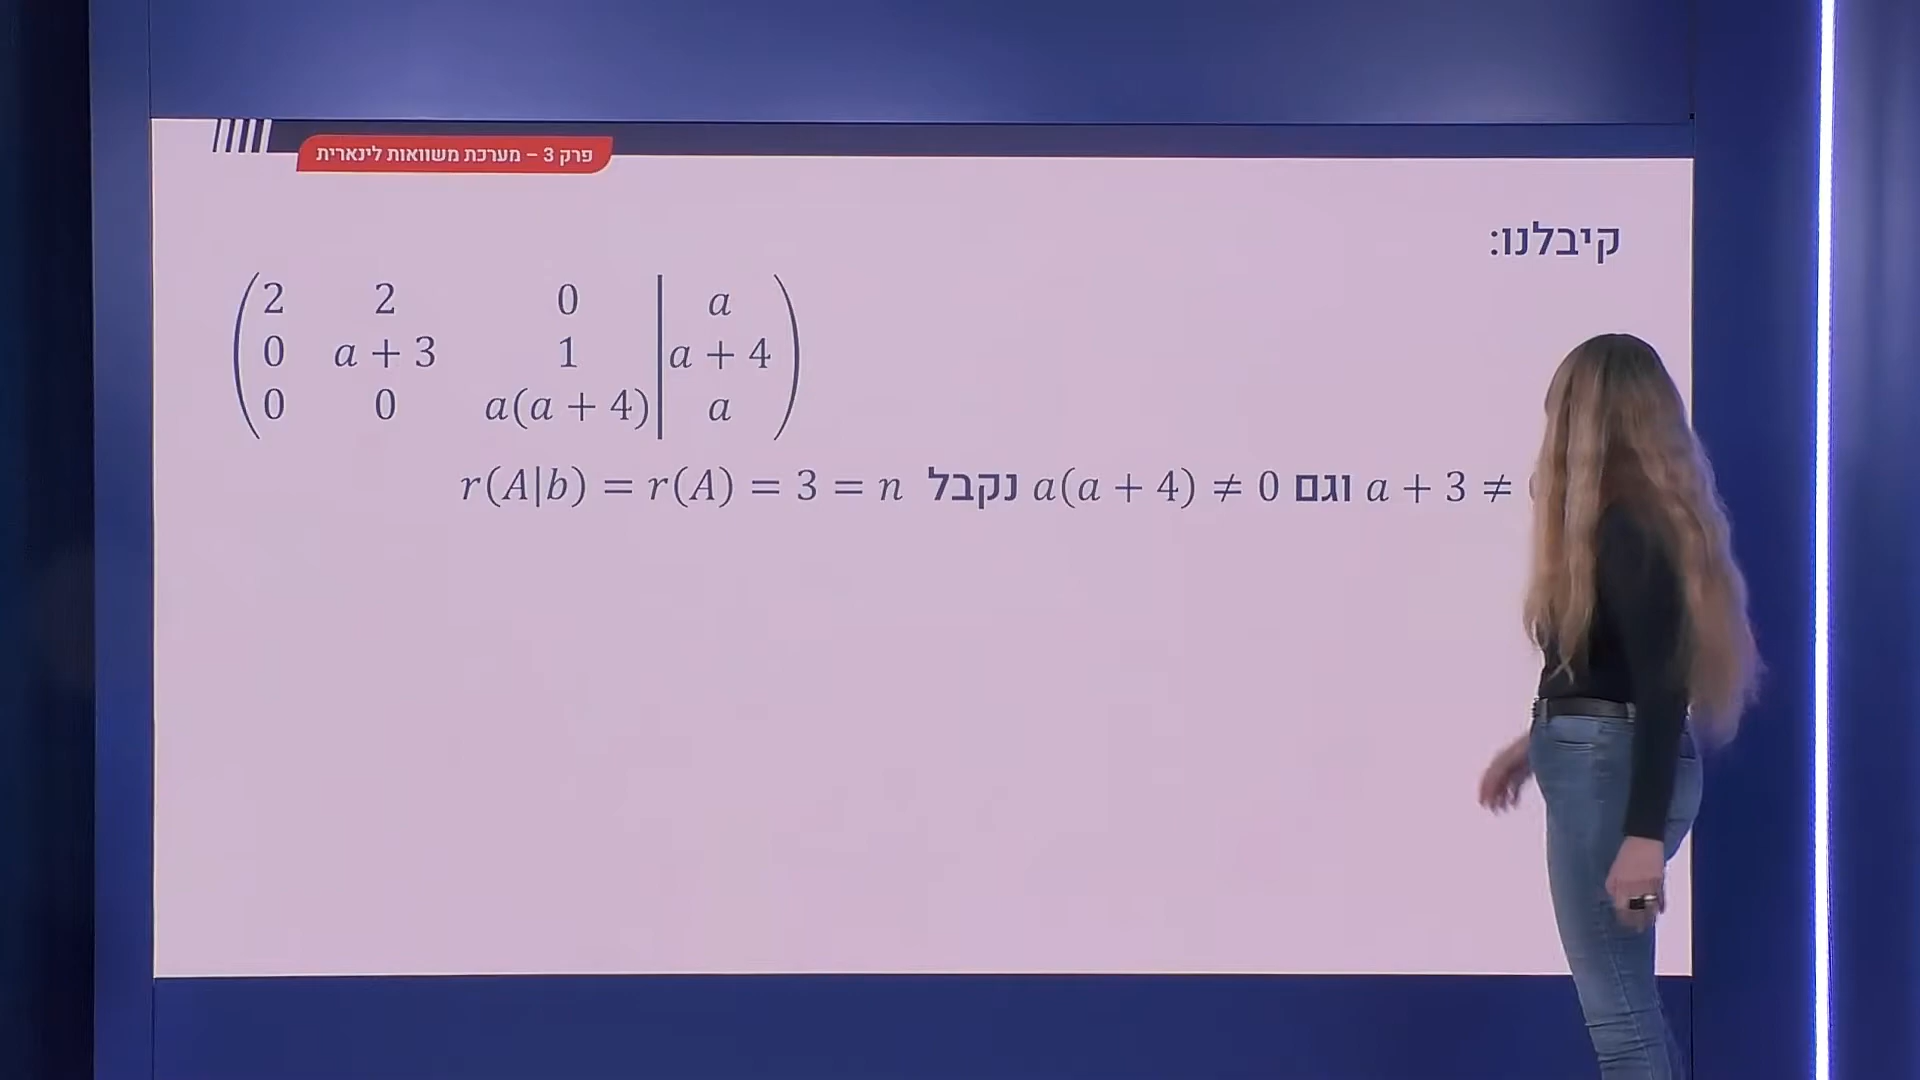 פרק 3 – מערכת משוואות לינארית
קיבלנו:
2 2 0 | a
0 a + 3 1 | a + 4
0 0 a(a + 4) | a
a + 3 ≠ וגם a(a + 4) ≠ 0 נקבל r(A|b) = r(A) = 3 = n